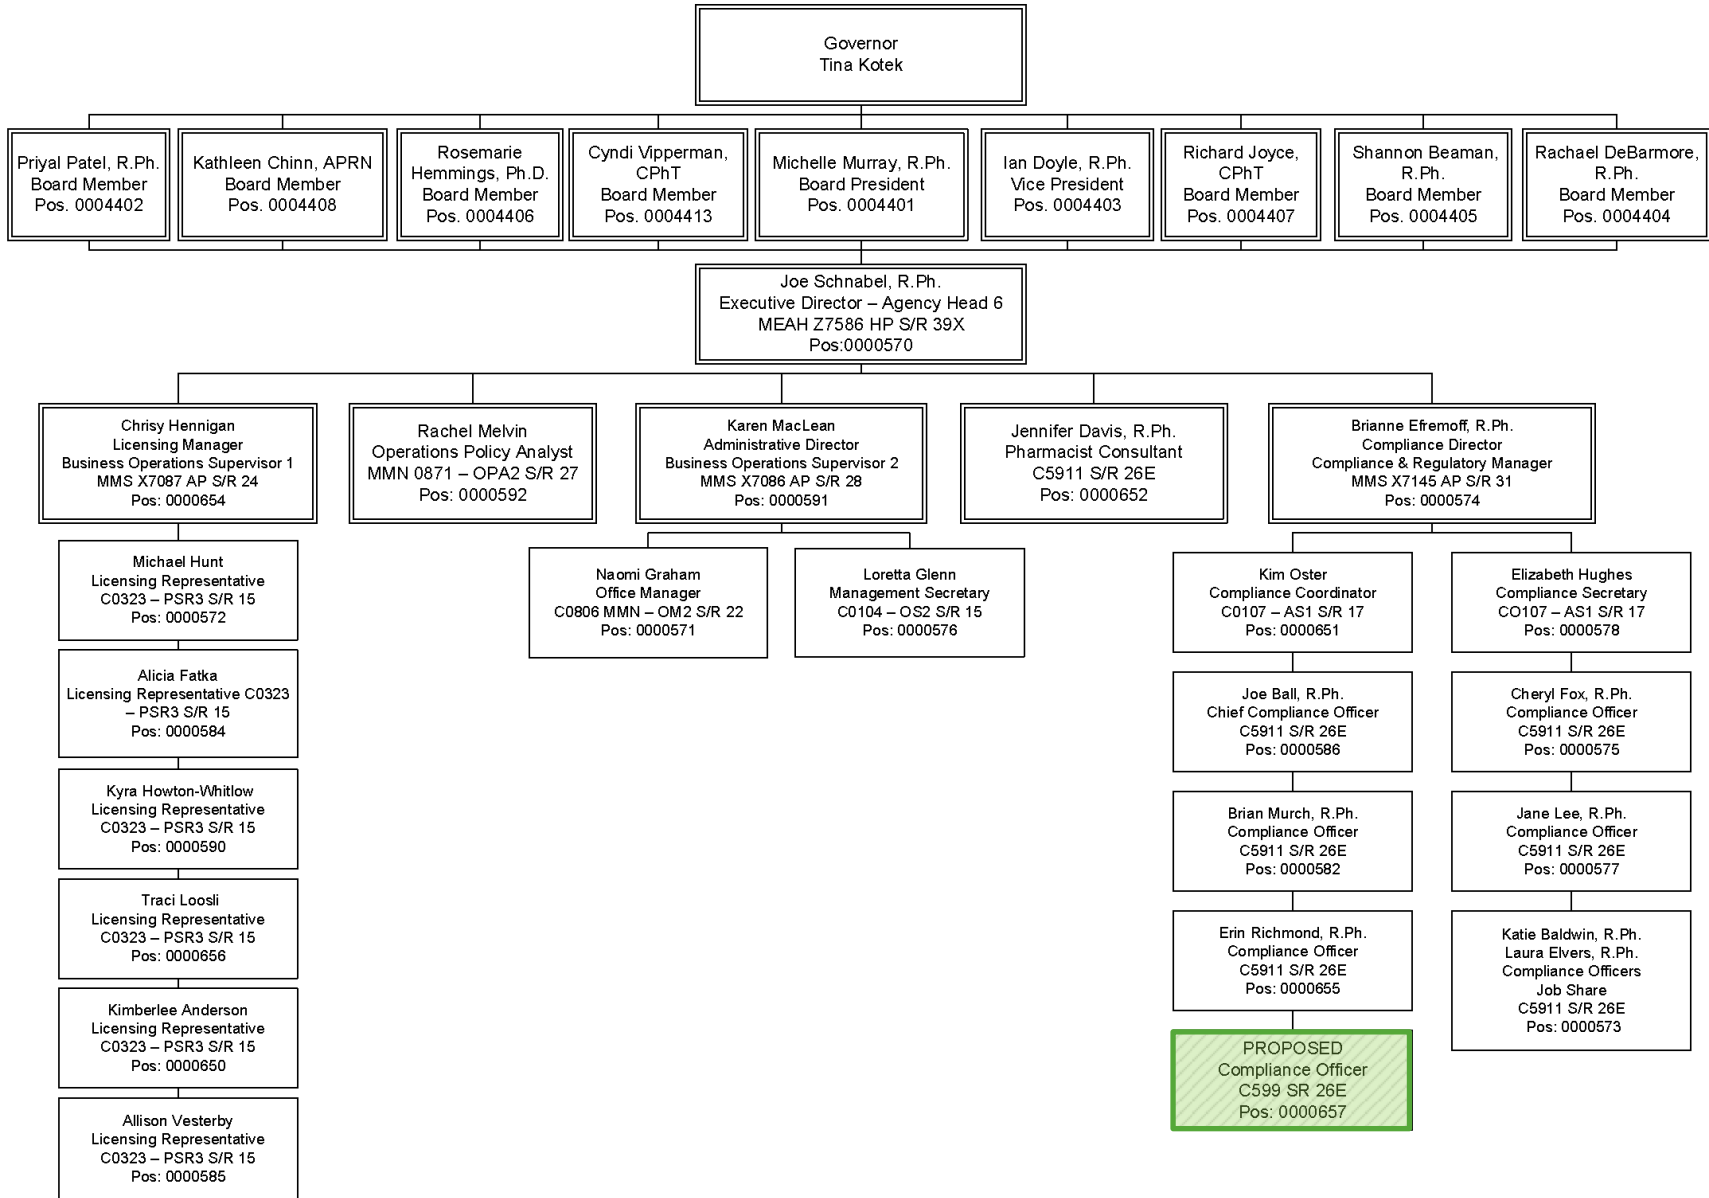 Governor
Tina Kotek
Priyal Patel, R.Ph.
Board Member
Pos. 0004402
Kathleen Chinn, APRN
Board Member
Pos. 0004408
Rosemarie
Hemmings, Ph.D.
Board Member
Pos. 0004406
Cyndi Vipperman,
CPhT
Board Member
Pos. 0004413
Michelle Murray, R.Ph.
Board President
Pos. 0004401
Ian Doyle, R.Ph.
Vice President
Pos. 0004403
Richard Joyce,
CPhT
Board Member
Pos. 0004407
Shannon Beaman,
R.Ph.
Board Member
Pos. 0004405
Rachael DeBarmore,
R.Ph.
Board Member
Pos. 0004404
Joe Schnabel, R.Ph.
Executive Director – Agency Head 6
MEAH Z7586 HP S/R 39X
Pos:0000570
Chrisy Hennigan
Licensing Manager
Business Operations Supervisor 1
MMS X7087 AP S/R 24
Pos: 0000654
Rachel Melvin
Operations Policy Analyst
MMN 0871 – OPA2 S/R 27
Pos: 0000592
Karen MacLean
Administrative Director
Business Operations Supervisor 2
MMS X7086 AP S/R 28
Pos: 0000591
Jennifer Davis, R.Ph.
Pharmacist Consultant
C5911 S/R 26E
Pos: 0000652
Brianne Efremoff, R.Ph.
Compliance Director
Compliance & Regulatory Manager
MMS X7145 AP S/R 31
Pos: 0000574
Michael Hunt
Licensing Representative
C0323 – PSR3 S/R 15
Pos: 0000572
Alicia Fatka
Licensing Representative C0323
– PSR3 S/R 15
Pos: 0000584
Kyra Howton-Whitlow
Licensing Representative
C0323 – PSR3 S/R 15
Pos: 0000590
Traci Loosli
Licensing Representative
C0323 – PSR3 S/R 15
Pos: 0000656
Kimberlee Anderson
Licensing Representative
C0323 – PSR3 S/R 15
Pos: 0000650
Allison Vesterby
Licensing Representative
C0323 – PSR3 S/R 15
Pos: 0000585
Naomi Graham
Office Manager
C0806 MMN – OM2 S/R 22
Pos: 0000571
Loretta Glenn
Management Secretary
C0104 – OS2 S/R 15
Pos: 0000576
Kim Oster
Compliance Coordinator
C0107 – AS1 S/R 17
Pos: 0000651
Joe Ball, R.Ph.
Chief Compliance Officer
C5911 S/R 26E
Pos: 0000586
Brian Murch, R.Ph.
Compliance Officer
C5911 S/R 26E
Pos: 0000582
Erin Richmond, R.Ph.
Compliance Officer
C5911 S/R 26E
Pos: 0000655
PROPOSED
Compliance Officer
C599 SR 26E
Pos: 0000657
Elizabeth Hughes
Compliance Secretary
CO107 – AS1 S/R 17
Pos: 0000578
Cheryl Fox, R.Ph.
Compliance Officer
C5911 S/R 26E
Pos: 0000575
Jane Lee, R.Ph.
Compliance Officer
C5911 S/R 26E
Pos: 0000577
Katie Baldwin, R.Ph.
Laura Elvers, R.Ph.
Compliance Officers
Job Share
C5911 S/R 26E
Pos: 0000573